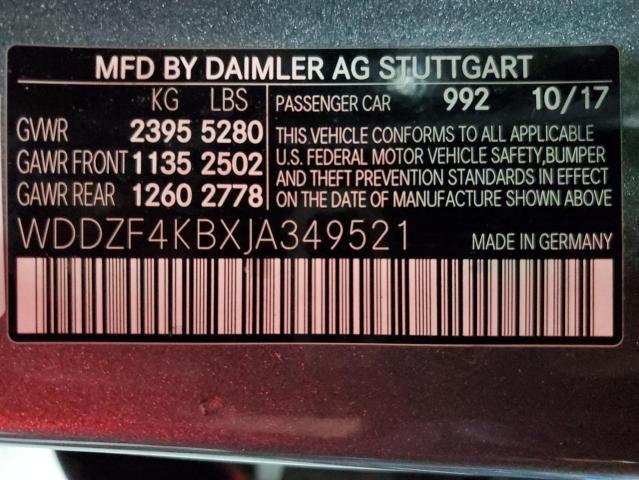 MFD BY DAIMLER AG STUTTGART
KG LBS
GVWR 2395 5280
GAWR FRONT 1135 2502
GAWR REAR 1260 2778
PASSENGER CAR 992 10/17
THIS VEHICLE CONFORMS TO ALL APPLICABLE
U.S. FEDERAL MOTOR VEHICLE SAFETY,BUMPER
AND THEFT PREVENTION STANDARDS IN EFFECT
ON THE DATE OF MANUFACTURE SHOWN ABOVE
WDDZF4KBXJA349521 MADE IN GERMANY